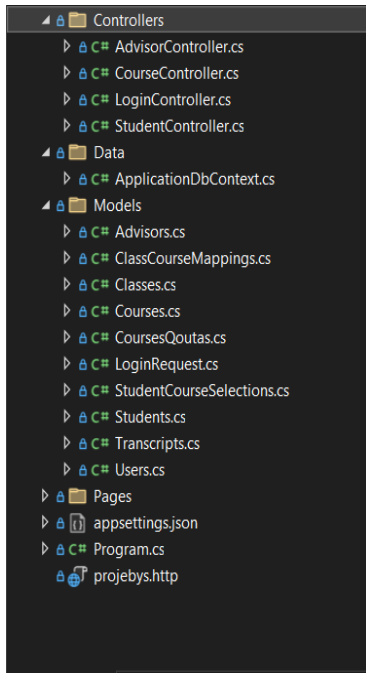 Controllers
C# AdvisorController.cs
C# CourseController.cs
C# LoginController.cs
C# StudentController.cs
Data
C# ApplicationDbContext.cs
Models
C# Advisors.cs
C# ClassCourseMappings.cs
C# Classes.cs
C# Courses.cs
C# CoursesQoutas.cs
C# LoginRequest.cs
C# StudentCourseSelections.cs
C# Students.cs
C# Transcripts.cs
C# Users.cs
Pages
appsettings.json
C# Program.cs
projebys.http